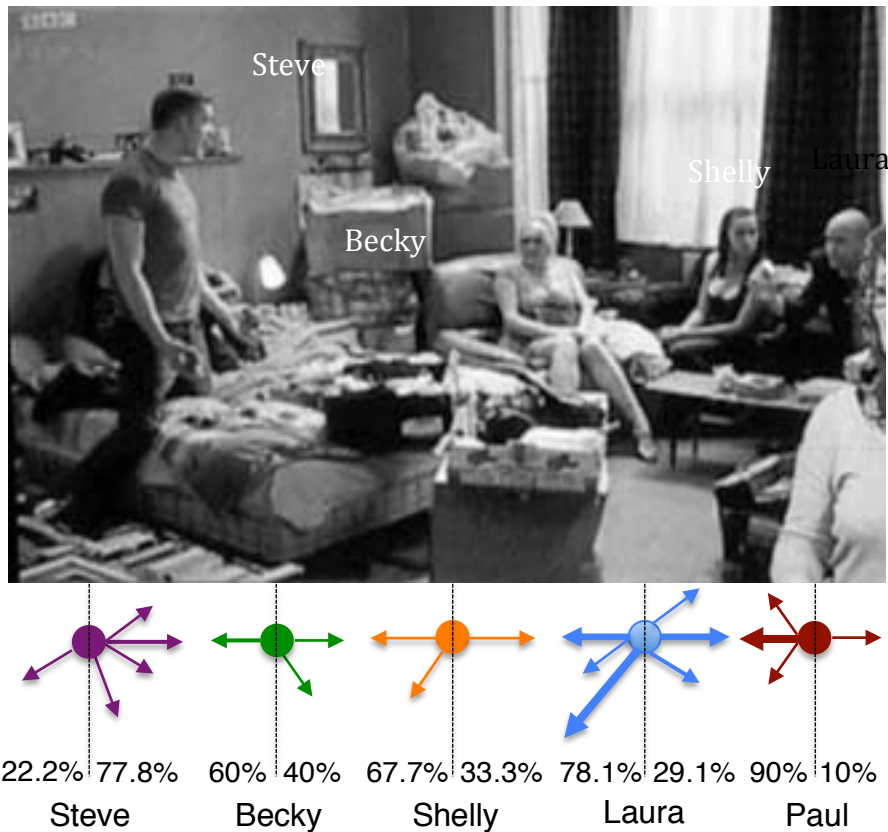 Steve
Shelly
Laura
Becky
22.2% 77.8%
60% 40%
67.7% 33.3%
78.1% 29.1%
90% 10%
Steve
Becky
Shelly
Laura
Paul